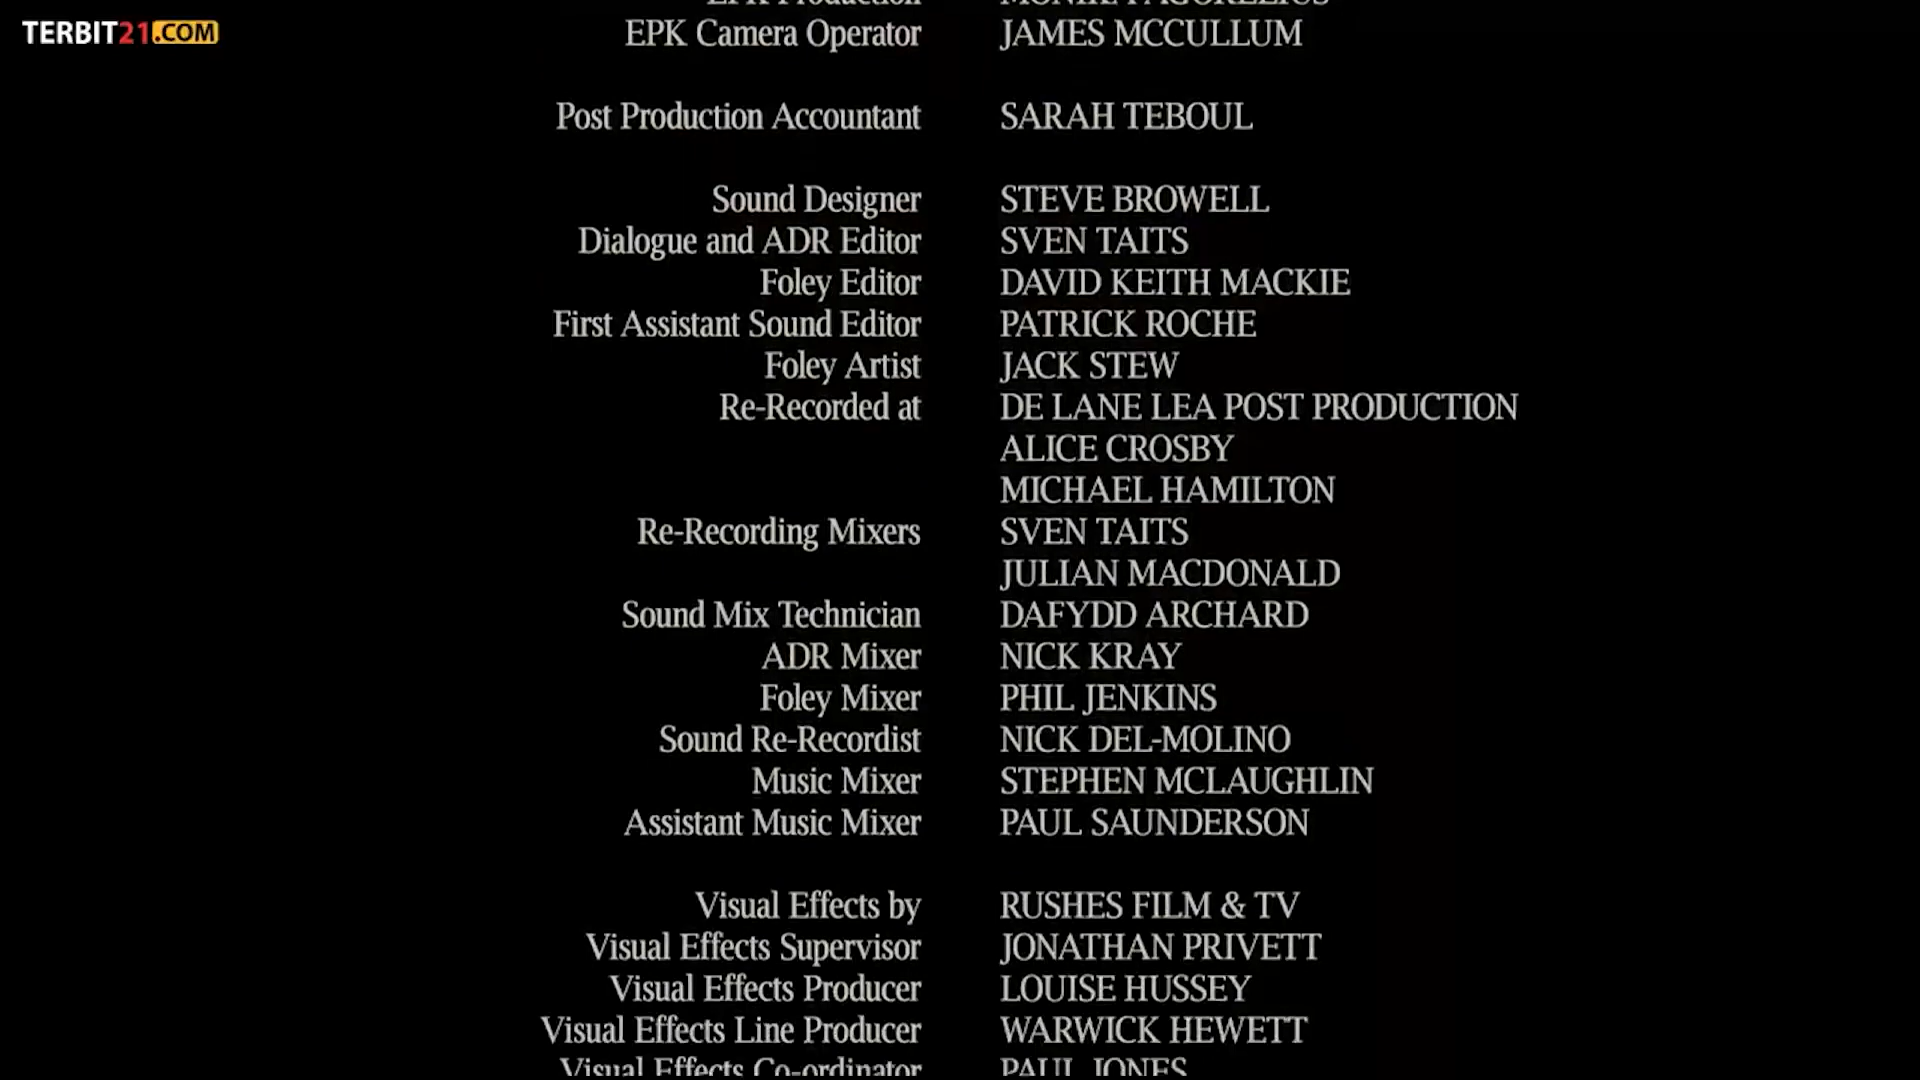 TERBIT21.COM
EPK Production
EPK Camera Operator JAMES MCCULLUM
Post Production Accountant SARAH TEBOUL
Sound Designer STEVE BROWELL
Dialogue and ADR Editor SVEN TAITS
Foley Editor DAVID KEITH MACKIE
First Assistant Sound Editor PATRICK ROCHE
Foley Artist JACK STEW
Re-Recorded at DE LANE LEA POST PRODUCTION
ALICE CROSBY
MICHAEL HAMILTON
Re-Recording Mixers SVEN TAITS
JULIAN MACDONALD
Sound Mix Technician DAFYDD ARCHARD
ADR Mixer NICK KRAY
Foley Mixer PHIL JENKINS
Sound Re-Recordist NICK DEL-MOLINO
Music Mixer STEPHEN MCLAUGHLIN
Assistant Music Mixer PAUL SAUNDERSON
Visual Effects by RUSHES FILM & TV
Visual Effects Supervisor JONATHAN PRIVETT
Visual Effects Producer LOUISE HUSSEY
Visual Effects Line Producer WARWICK HEWETT
Visual Effects Co-ordinator PAUL JONES